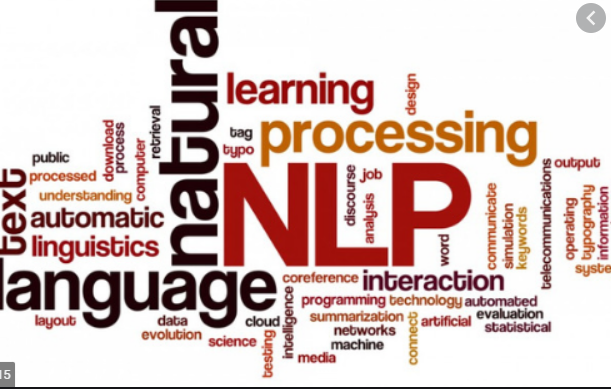 natural
learning
design
tag
processing
typo
public
download
process
computer
retrieval
processed
understanding
text
automatic
linguistics
NLP
discourse
job
analysis
word
communicate
simulation
keywords
telecommunications
output
operating
typography
information
syste
language
coreference
interaction
layout
data
evolution
science
cloud
testing
intelligence
programming
technology
automated
summarization
networks
machine
media
connect
artificial
evaluation
statistical
15